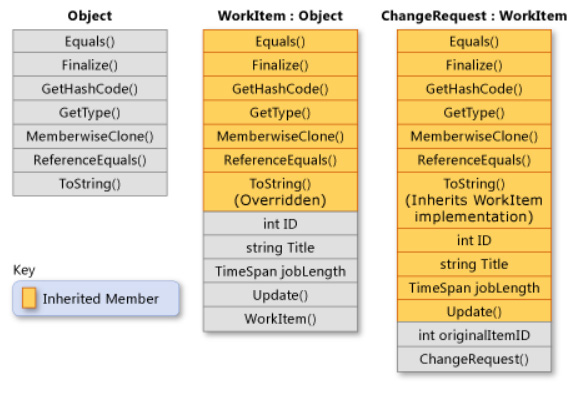 Object
Equals()
Finalize()
GetHashCode()
GetType()
MemberwiseClone()
ReferenceEquals()
ToString()
WorkItem : Object
Equals()
Finalize()
GetHashCode()
GetType()
MemberwiseClone()
ReferenceEquals()
ToString()
(Overridden)
int ID
string Title
TimeSpan jobLength
Update()
WorkItem()
ChangeRequest : WorkItem
Equals()
Finalize()
GetHashCode()
GetType()
MemberwiseClone()
ReferenceEquals()
ToString()
(Inherits WorkItem
implementation)
int ID
string Title
TimeSpan jobLength
Update()
int originalItemID
ChangeRequest()
Key
Inherited Member